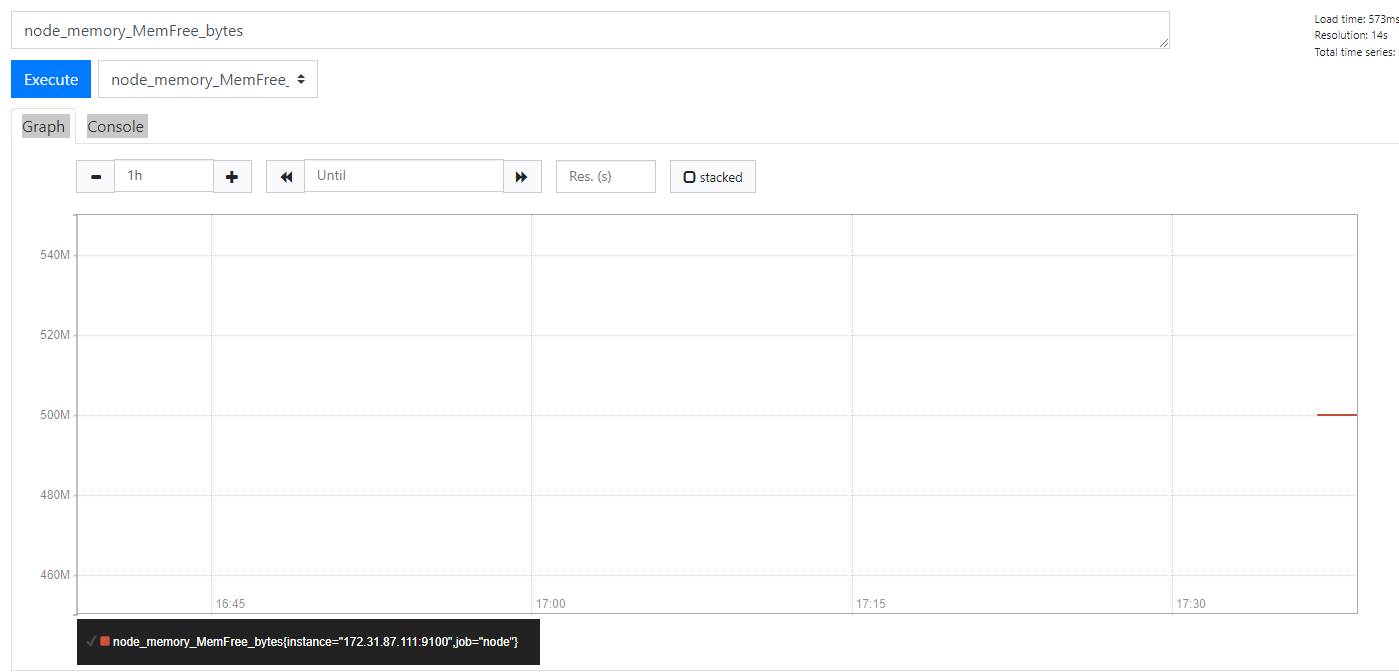 node_memory_MemFree_bytes
Load time: 573ms
Resolution: 14s
Total time series:
Execute
node_memory_MemFree_
Graph
Console
1h
Until
Res. (s)
stacked
540M
520M
500M
480M
460M
16:45
17:00
17:15
17:30
node_memory_MemFree_bytes{instance="172.31.87.111:9100",job="node"}